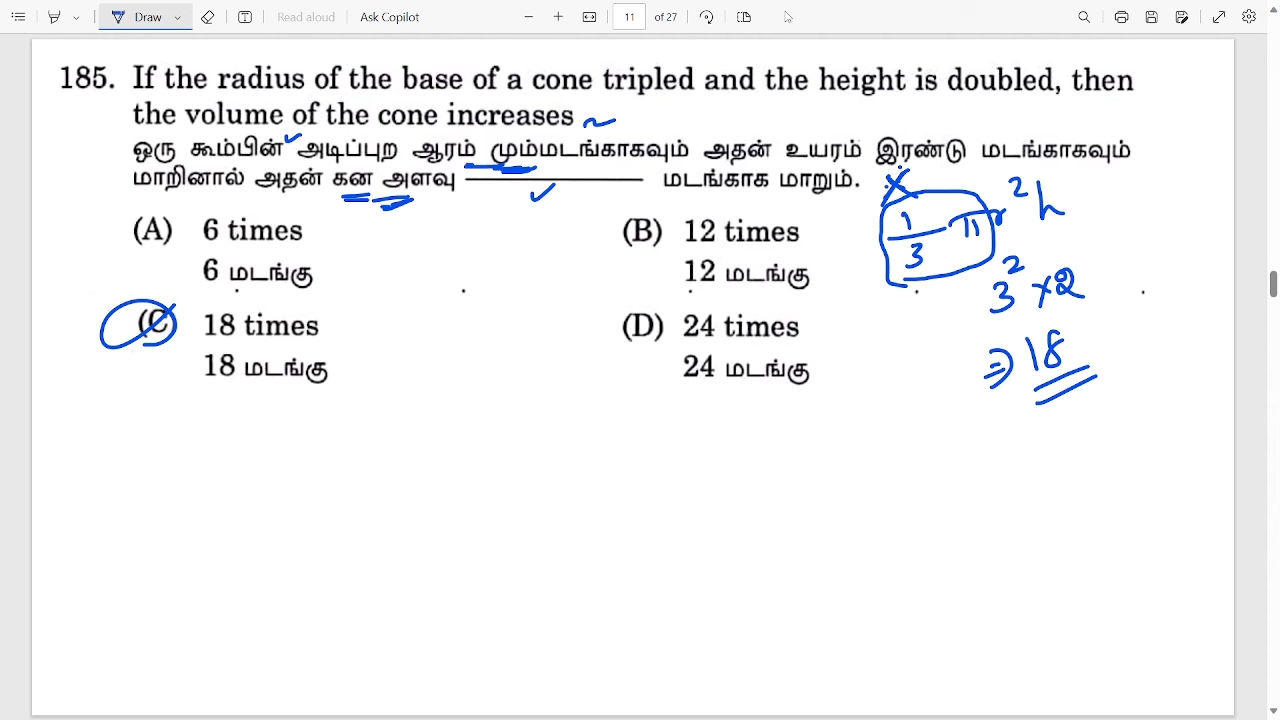 Draw
Read aloud
Ask Copilot
11 of 27
185. If the radius of the base of a cone tripled and the height is doubled, then
the volume of the cone increases ~
ஒரு கூம்பின் அடிப்புற ஆரம் மும்மடங்காகவும் அதன் உயரம் இரண்டு மடங்காகவும்
மாறினால் அதன் கன அளவு ____________ மடங்காக மாறும்.
(A) 6 times
6 மடங்கு
(B) 12 times
12 மடங்கு
(C) 18 times
18 மடங்கு
(D) 24 times
24 மடங்கு
1/3 πr²h
3² × 2
⇒ 18